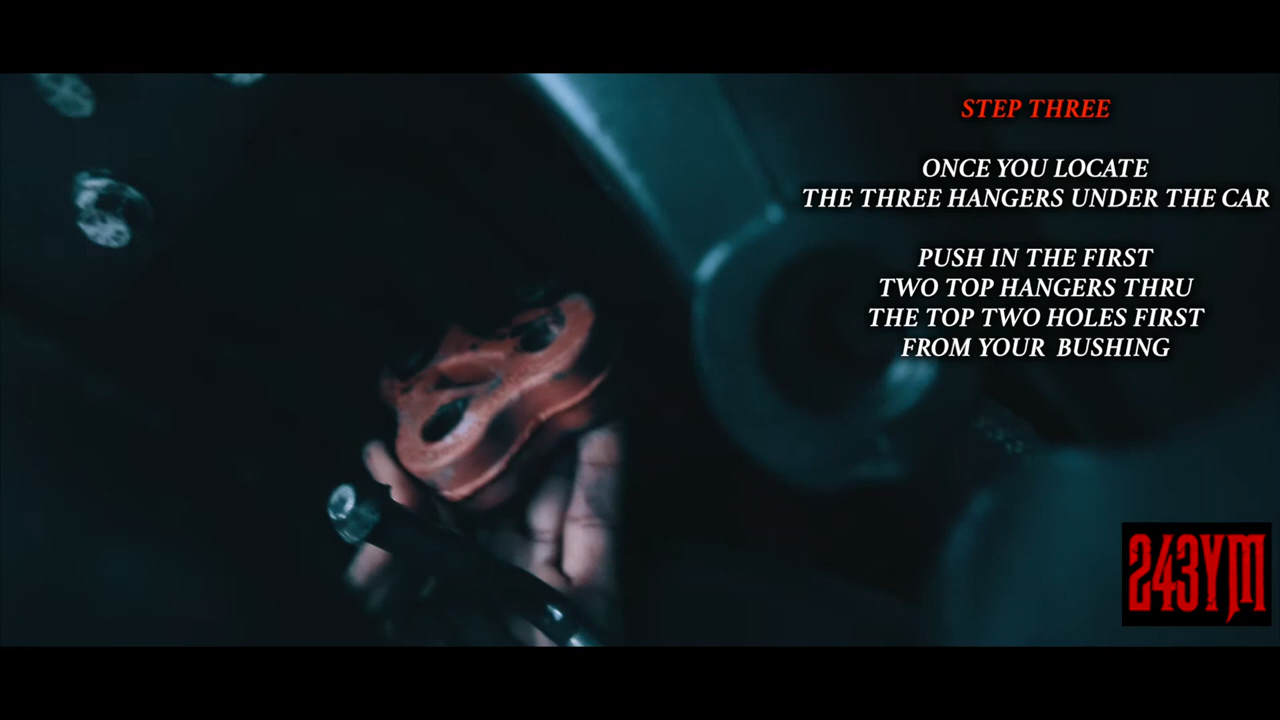 STEP THREE
ONCE YOU LOCATE
THE THREE HANGERS UNDER THE CAR
PUSH IN THE FIRST
TWO TOP HANGERS THRU
THE TOP TWO HOLES FIRST
FROM YOUR BUSHING
243YM